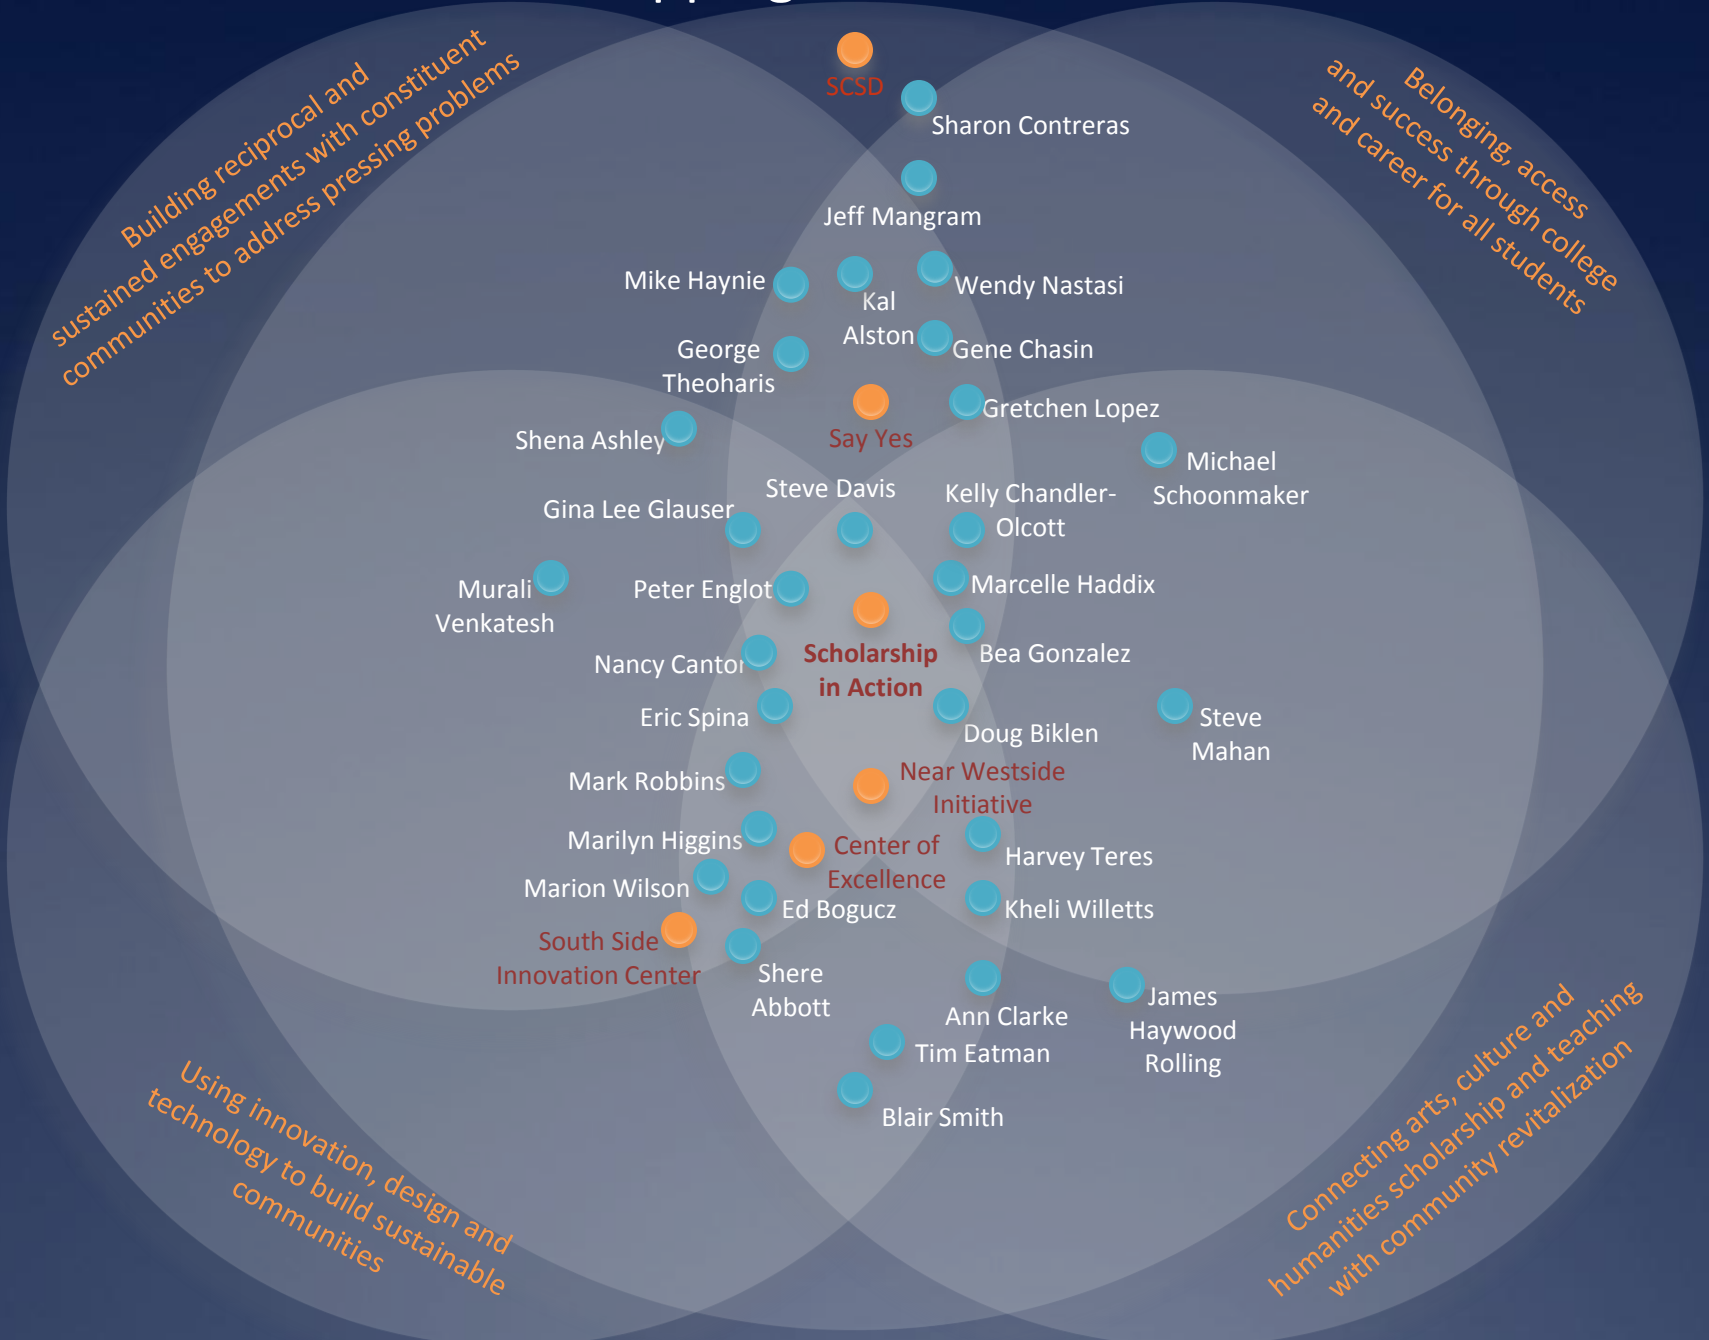 Building reciprocal and
sustained engagements with constituent
communities to address pressing problems
Belonging, access
and success through college
and career for all students
SCSD
Sharon Contreras
Jeff Mangram
Mike Haynie
Kal
Alston
Wendy Nastasi
George
Theoharis
Gene Chasin
Say Yes
Gretchen Lopez
Shena Ashley
Michael
Schoonmaker
Steve Davis
Kelly Chandler-
Olcott
Gina Lee Glauser
Murali
Venkatesh
Peter Englot
Marcelle Haddix
Scholarship
in Action
Bea Gonzalez
Nancy Cantor
Eric Spina
Doug Biklen
Steve
Mahan
Mark Robbins
Near Westside
Initiative
Marilyn Higgins
Center of
Excellence
Harvey Teres
Marion Wilson
Ed Bogucz
Kheli Willetts
South Side
Innovation Center
Shere
Abbott
Ann Clarke
James
Haywood
Rolling
Tim Eatman
Blair Smith
Using innovation, design and
technology to build sustainable
communities
Connecting arts, culture and
humanities scholarship and teaching
with community revitalization